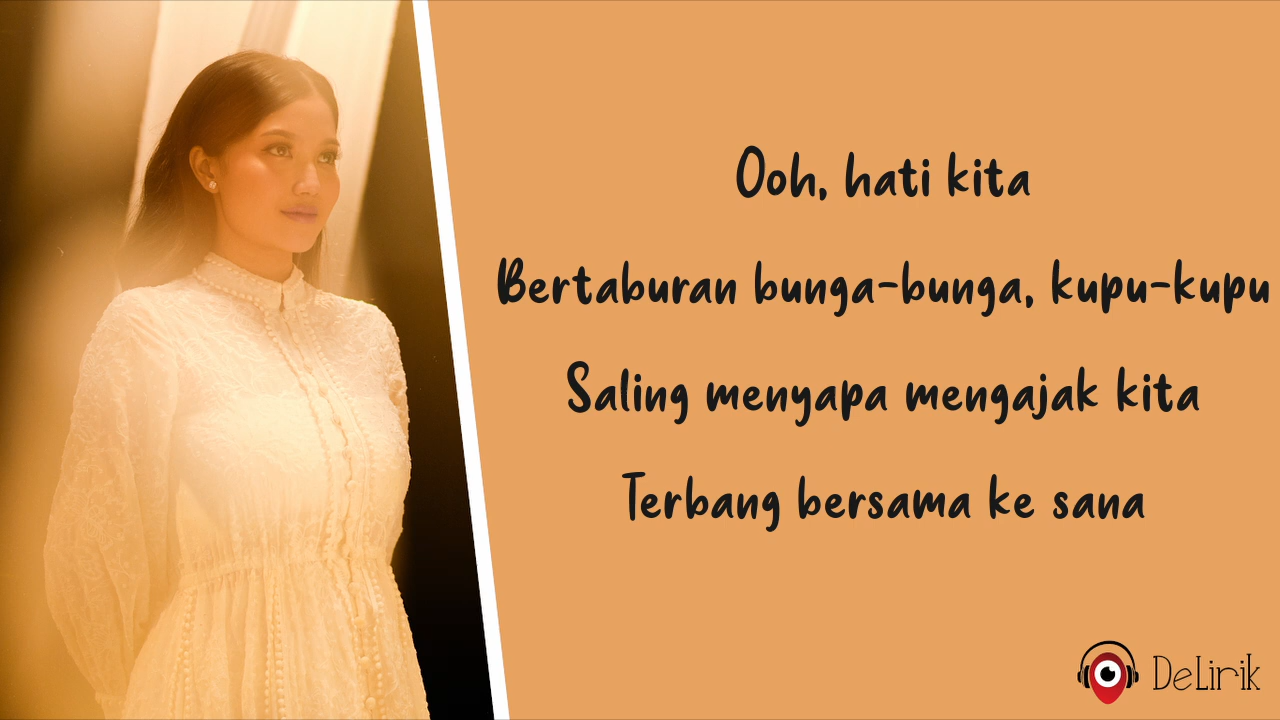 Ooh, hati kita
Bertaburan bunga-bunga, kupu-kupu
Saling menyapa mengajak kita
Terbang bersama ke sana
DeLirik